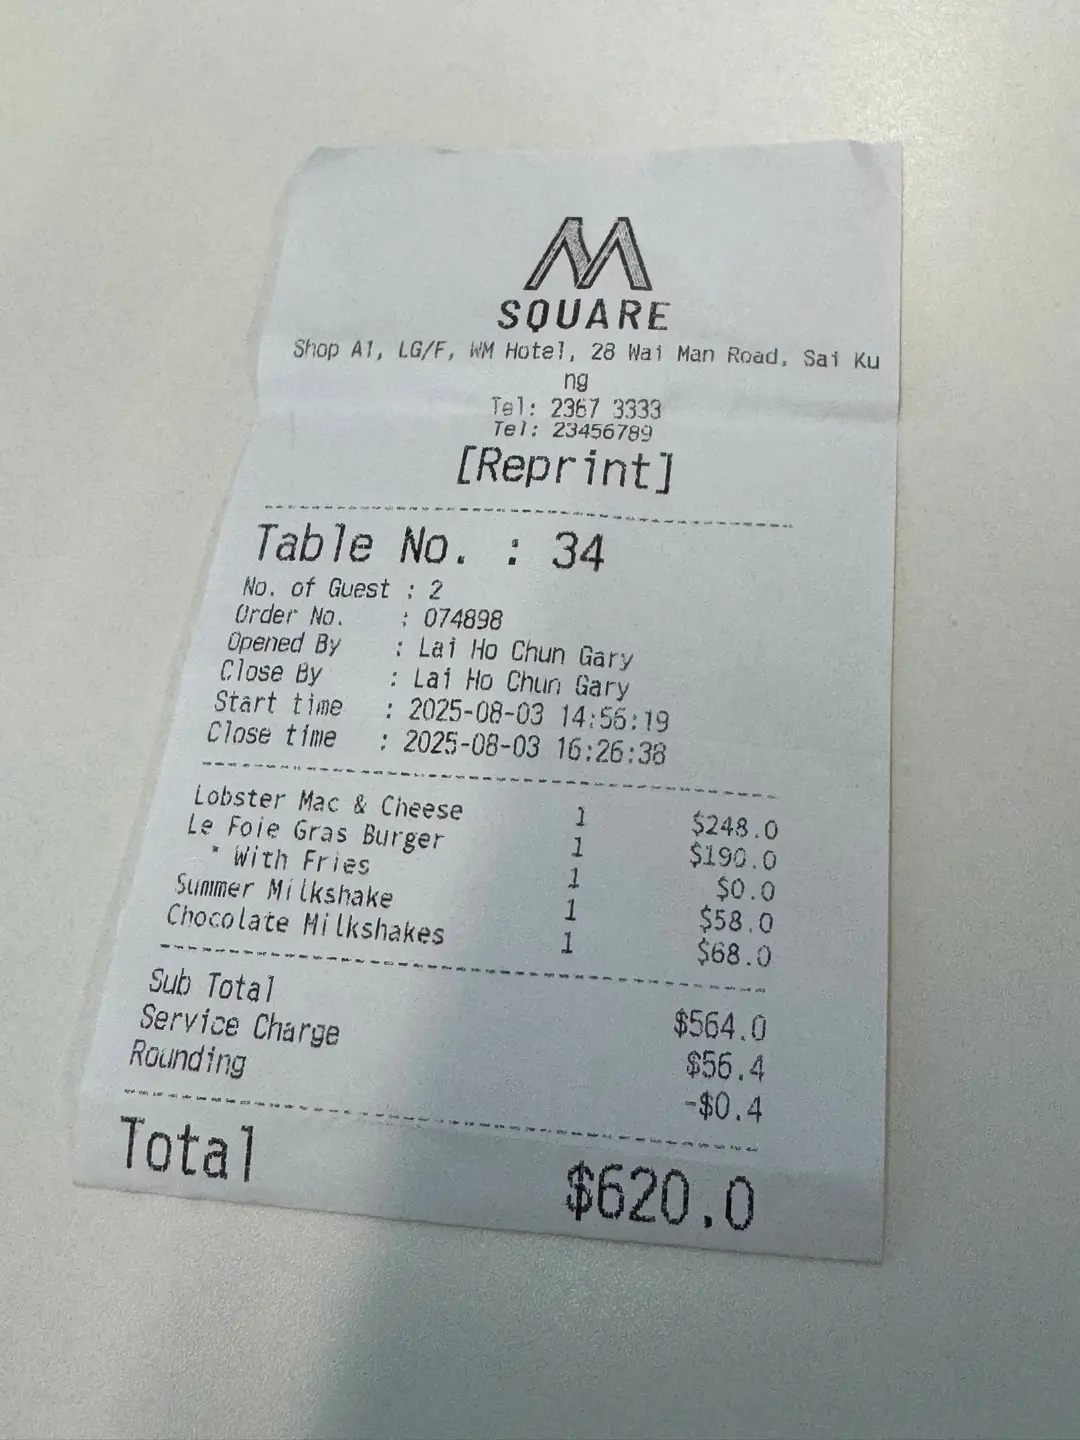 M
SQUARE
Shop A1, LG/F, WM Hotel, 28 Wai Man Road, Sai Ku
ng
Tel: 2367 3333
Tel: 23456789
[Reprint]
Table No. : 34
No. of Guest : 2
Order No. : 074898
Opened By : Lai Ho Chun Gary
Close By : Lai Ho Chun Gary
Start time : 2025-08-03 14:56:19
Close time : 2025-08-03 16:26:38
Lobster Mac & Cheese 1 $248.0
Le Foie Gras Burger 1 $190.0
* With Fries 1 $0.0
Summer Milkshake 1 $58.0
Chocolate Milkshakes 1 $68.0
Sub Total $564.0
Service Charge $56.4
Rounding -$0.4
Total $620.0